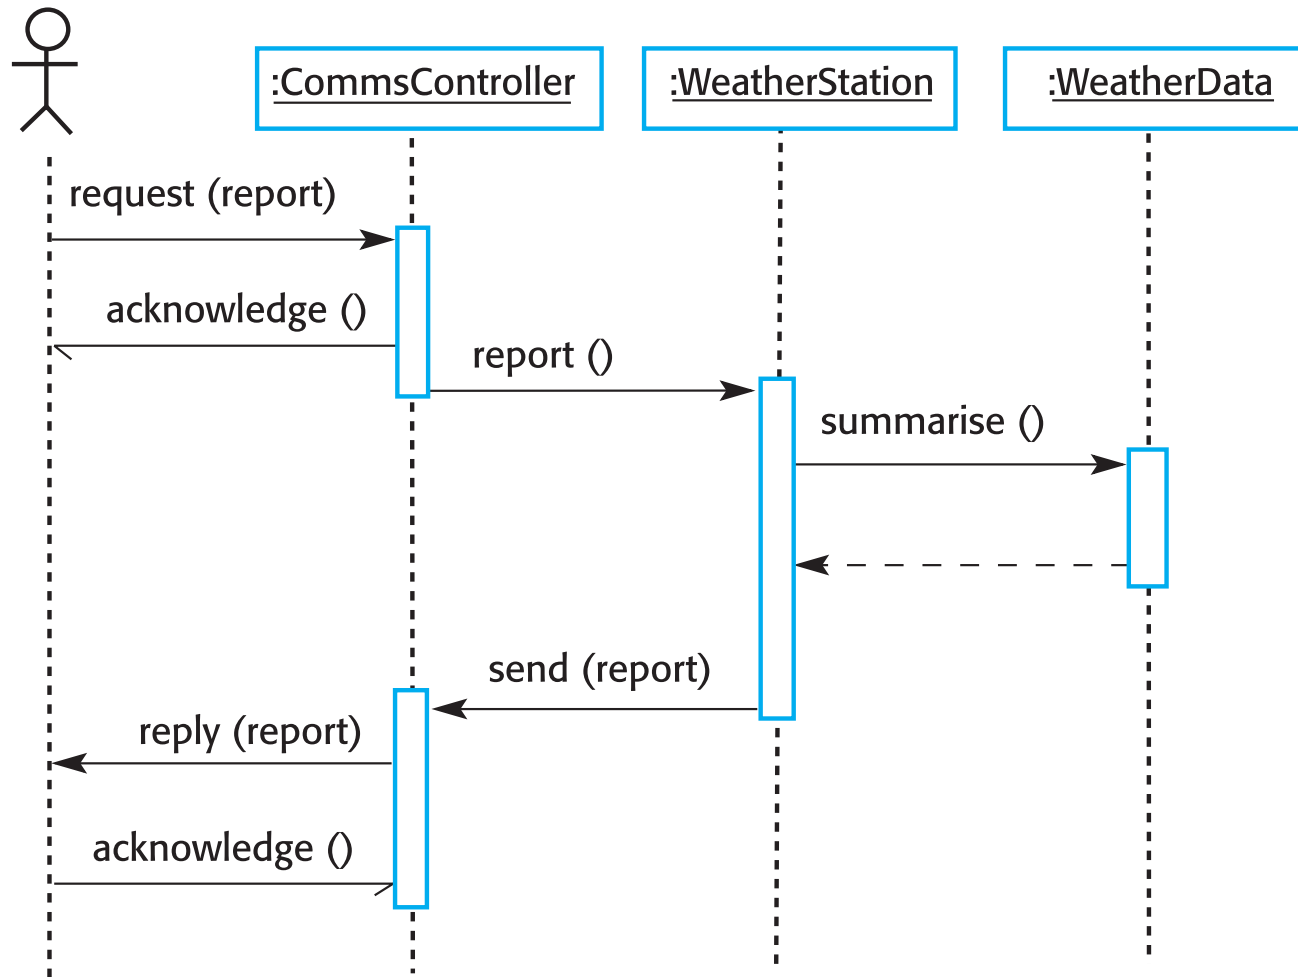 :CommsController
:WeatherStation
:WeatherData
request (report)
acknowledge ()
report ()
summarise ()
send (report)
reply (report)
acknowledge ()